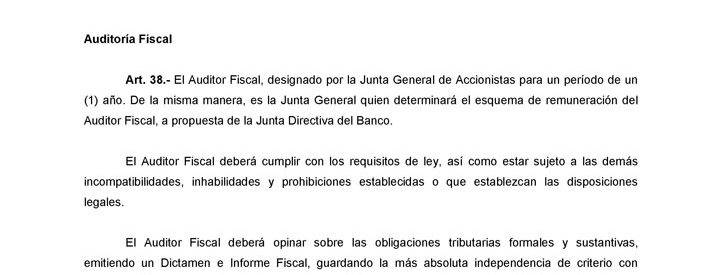 Auditoría Fiscal
Art. 38.- El Auditor Fiscal, designado por la Junta General de Accionistas para un período de un
(1) año. De la misma manera, es la Junta General quien determinará el esquema de remuneración del
Auditor Fiscal, a propuesta de la Junta Directiva del Banco.
El Auditor Fiscal deberá cumplir con los requisitos de ley, así como estar sujeto a las demás
incompatibilidades, inhabilidades y prohibiciones establecidas o que establezcan las disposiciones
legales.
El Auditor Fiscal deberá opinar sobre las obligaciones tributarias formales y sustantivas,
emitiendo un Dictamen e Informe Fiscal, guardando la más absoluta independencia de criterio con